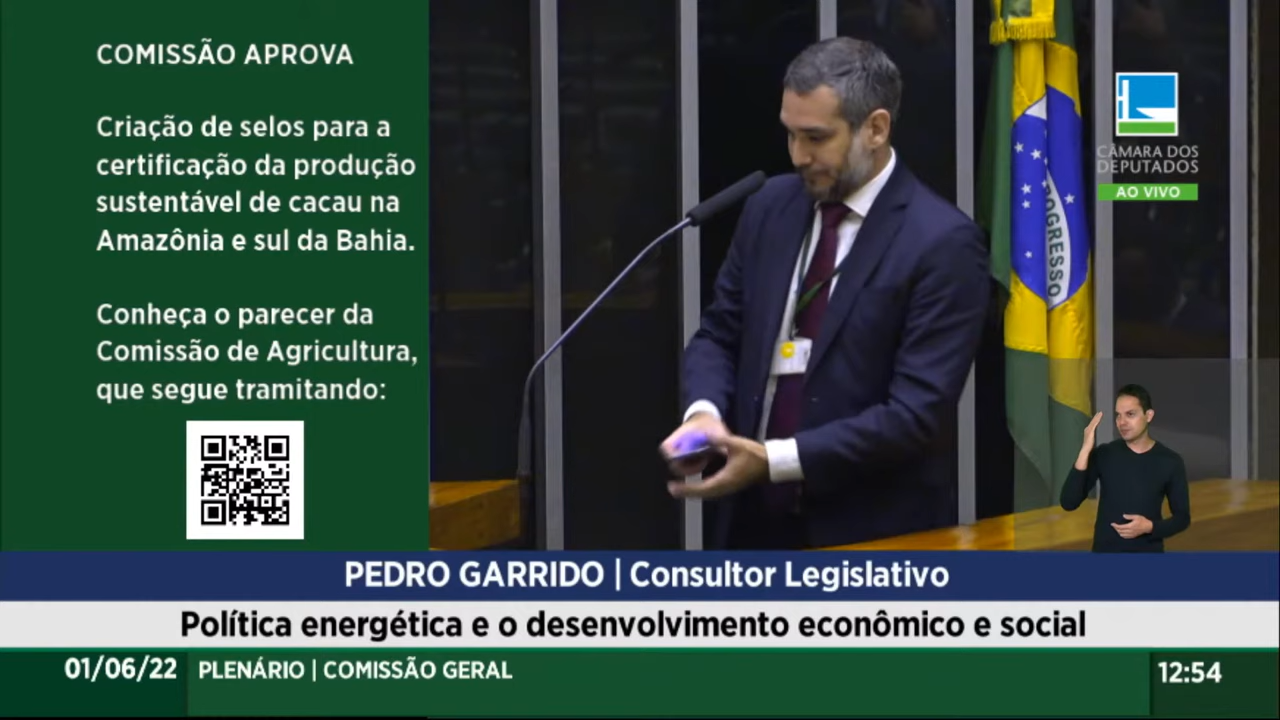 COMISSÃO APROVA
Criação de selos para a
certificação da produção
sustentável de cacau na
Amazônia e sul da Bahia.
Conheça o parecer da
Comissão de Agricultura,
que segue tramitando:
OGRESSO
CÂMARA DOS
DEPUTADOS
AO VIVO
PEDRO GARRIDO | Consultor Legislativo
Política energética e o desenvolvimento econômico e social
01/06/22 PLENÁRIO | COMISSÃO GERAL 12:54